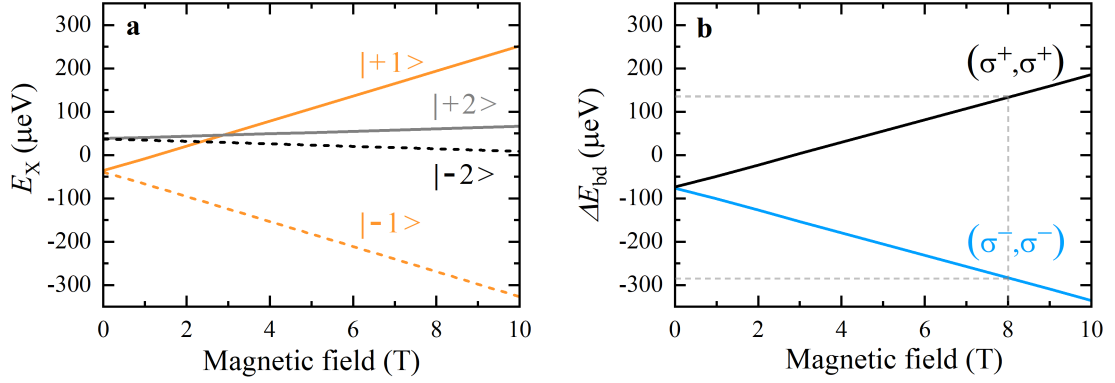 a
300
200
100
0
-100
-200
-300
E_X (μeV)
|+1>
|+2>
|−2>
|−1>
0 2 4 6 8 10
Magnetic field (T)
b
300
200
100
0
-100
-200
-300
ΔE_bd (μeV)
(σ⁺,σ⁺)
(σ⁻,σ⁻)
0 2 4 6 8 10
Magnetic field (T)